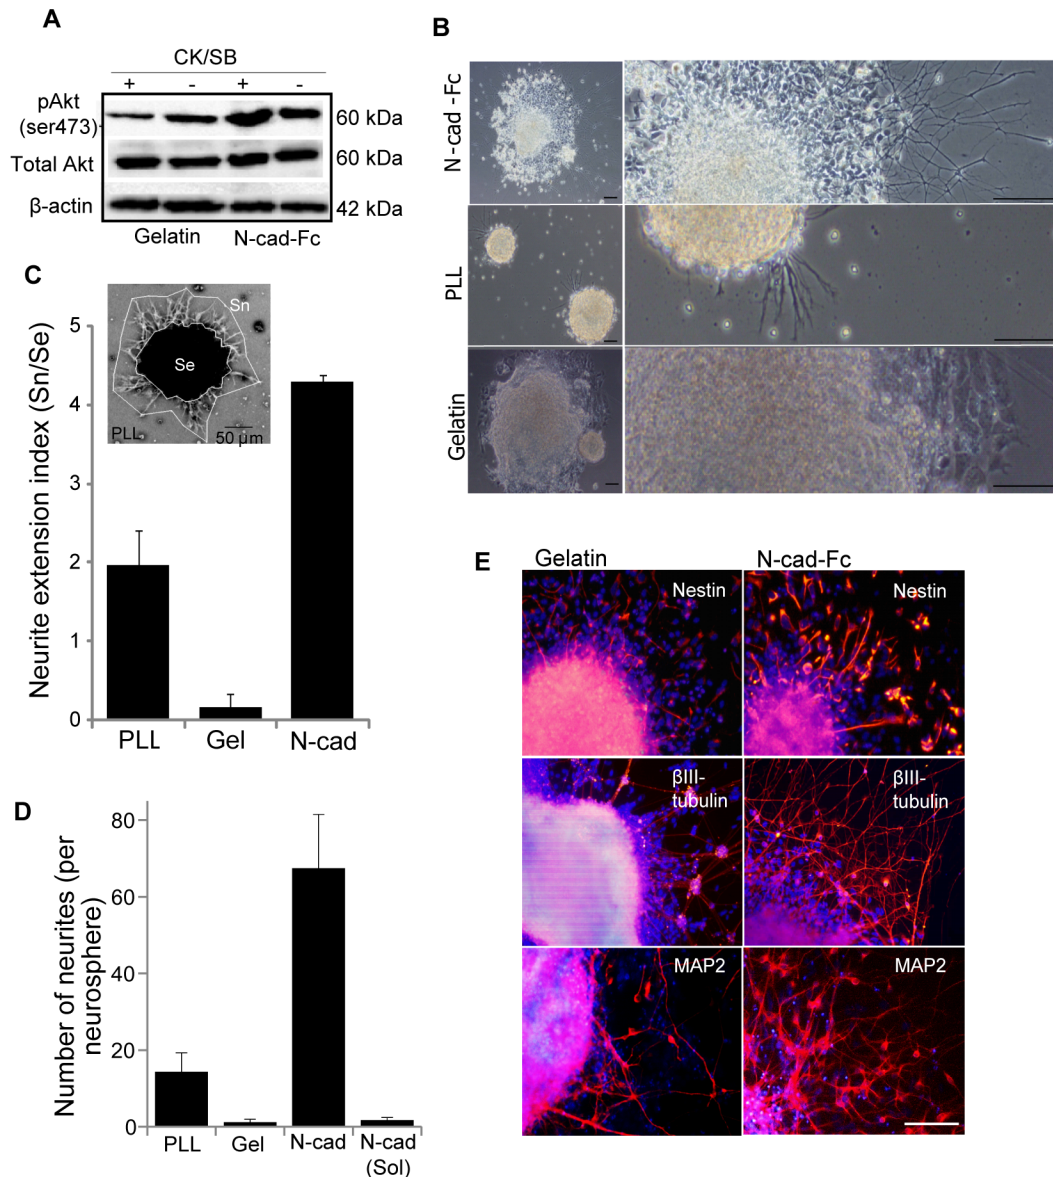 A
CK/SB
+ - + -
pAkt
(ser473)
60 kDa
Total Akt
60 kDa
β-actin
42 kDa
Gelatin N-cad-Fc
B
N-cad -Fc
PLL
Gelatin
C
Neurite extension index (Sn/Se)
5
4
3
2
1
0
Sn
Se
PLL
50 µm
PLL Gel N-cad
D
Number of neurites (per
neurosphere)
80
60
40
20
0
PLL Gel N-cad N-cad
(Sol)
E
Gelatin N-cad-Fc
Nestin Nestin
βIII-
tubulin
βIII-
tubulin
MAP2 MAP2